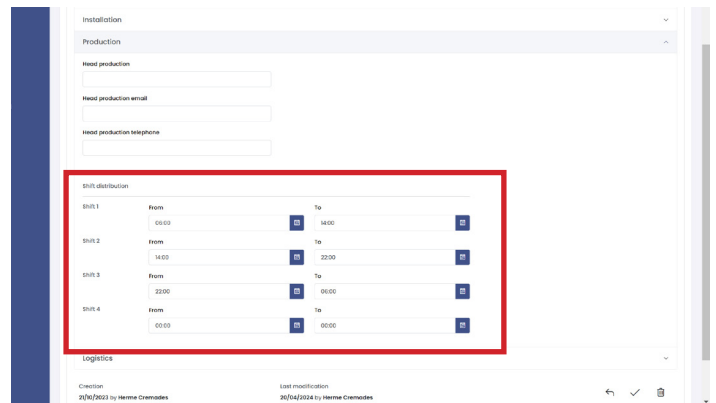 Installation
Production
Head production
Head production email
Head production telephone
Shift distribution
Shift 1
From
To
06:00
14:00
Shift 2
From
To
14:00
22:00
Shift 3
From
To
22:00
06:00
Shift 4
From
To
00:00
00:00
Logistics
Creation
Last modification
21/10/2023 by Herme Cremades
20/04/2024 by Herme Cremades